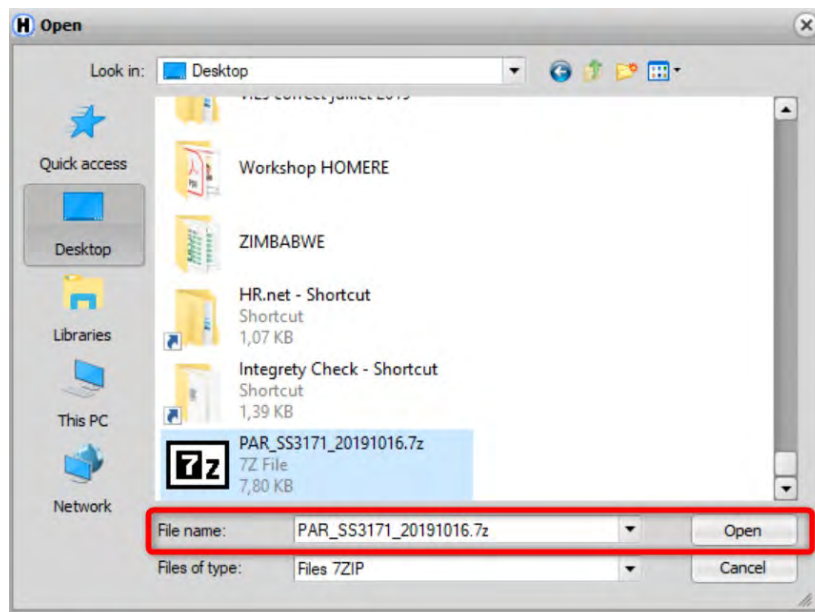 H Open
Look in: Desktop
Quick access
Desktop
Libraries
This PC
Network
juillet 2019
Workshop HOMERE
ZIMBABWE
HR.net - Shortcut
Shortcut
1,07 KB
Integrety Check - Shortcut
Shortcut
1,39 KB
7z
PAR_SS3171_20191016.7z
7Z File
7,80 KB
File name: PAR_SS3171_20191016.7z Open
Files of type: Files 7ZIP Cancel